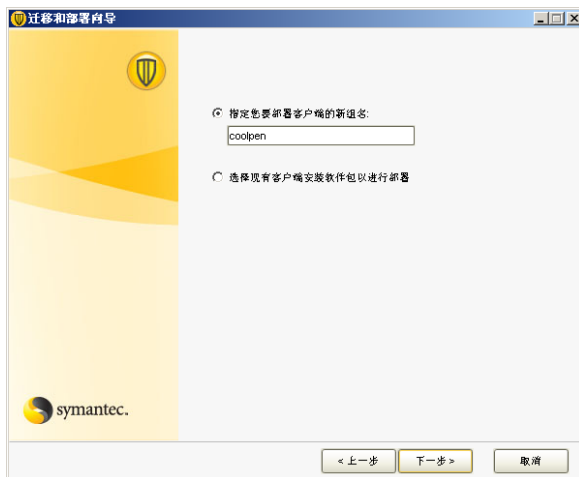 迁移和部署向导
指定您要部署客户端的新组名:
coolpen
选择现有客户端安装软件包以进行部署
symantec.
< 上一步
下一步 >
取消